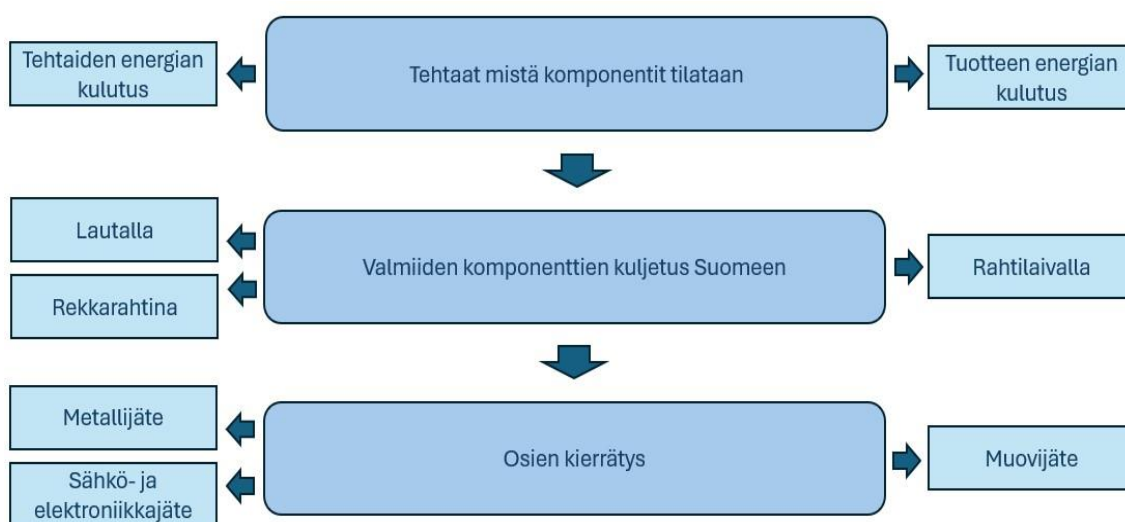 Tehtaiden energian
kulutus
Tehtaat mistä komponentit tilataan
Tuotteen energian
kulutus
Lautalla
Rekkarahtina
Valmiiden komponenttien kuljetus Suomeen
Rahtilaivalla
Metallijäte
Sähkö- ja
elektroniikkajäte
Osien kierrätys
Muovijäte